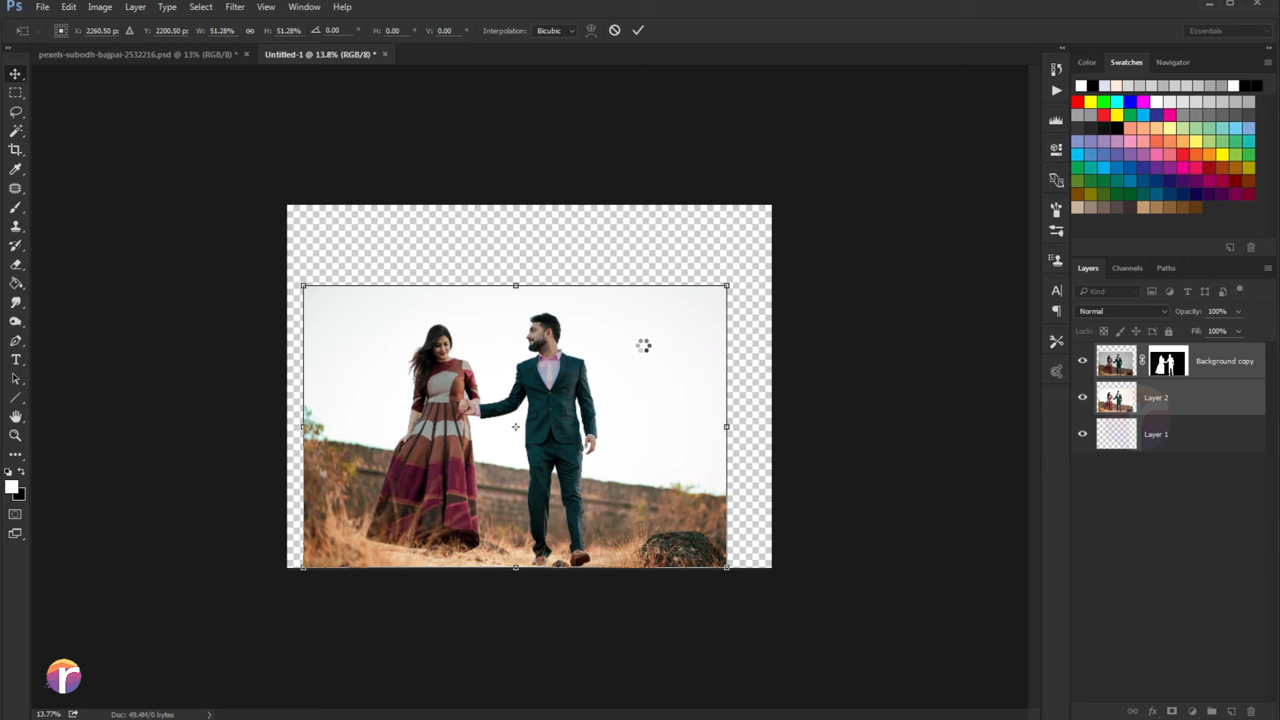 Ps File Edit Image Layer Type Select Filter View Window Help
X: 2260.50 p: Y: 2200.50 p: W: 51.28% H: 51.28% 0.00 ° H: 0.00 ° V: 0.00 ° Interpolation: Bicubic Essentials
pexels-subodh-bajpai-2532216.psd @ 13% (RGB/8) * × Untitled-1 @ 13.8% (RGB/8) * ×
Color Swatches Navigator
Layers Channels Paths
Kind
Normal Opacity: 100%
Lock: Fill: 100%
Background copy
Layer 2
Layer 1
r
13.77% Doc: 49.4M/0 bytes